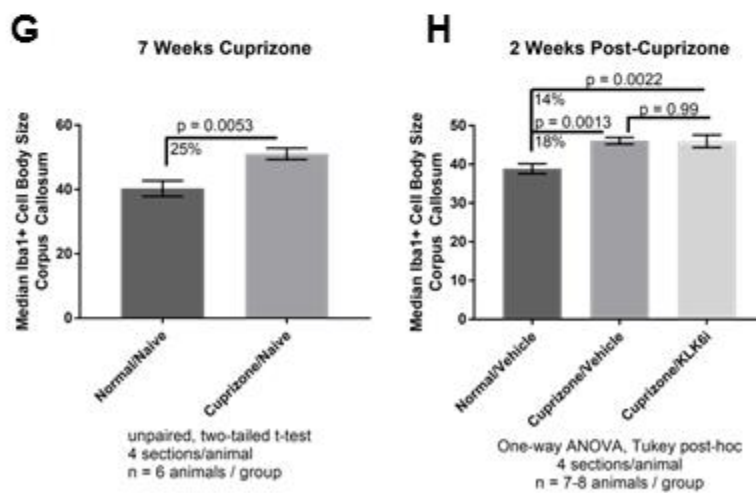 G
7 Weeks Cuprizone
p = 0.0053
25%
60
40
20
0
Median Iba1+ Cell Body Size
Corpus Callosum
Normal/Naive
Cuprizone/Naive
unpaired, two-tailed t-test
4 sections/animal
n = 6 animals / group
H
2 Weeks Post-Cuprizone
p = 0.0022
14%
p = 0.0013
p = 0.99
18%
50
40
30
20
10
0
Median Iba1+ Cell Body Size
Corpus Callosum
Normal/Vehicle
Cuprizone/Vehicle
Cuprizone/KLK6i
One-way ANOVA, Tukey post-hoc
4 sections/animal
n = 7-8 animals / group